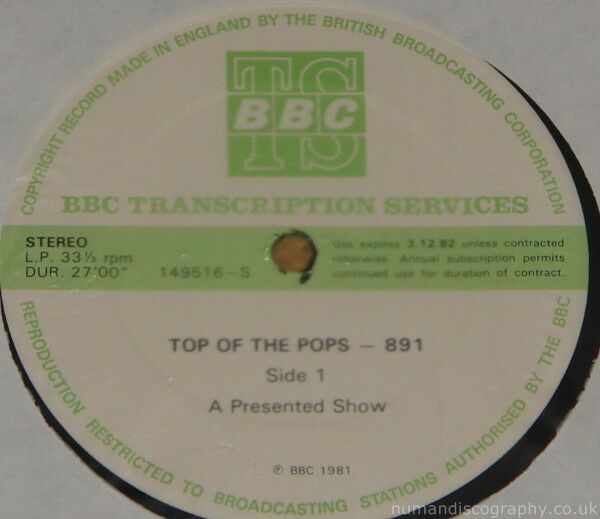 COPYRIGHT RECORD MADE IN ENGLAND BY THE BRITISH BROADCASTING CORPORATION
TS
BBC
BBC TRANSCRIPTION SERVICES
STEREO
L.P. 33⅓ rpm
DUR. 27'00"
149516-S
Use expires 3.12.82 unless contracted
otherwise. Annual subscription permits
continued use for duration of contract.
TOP OF THE POPS — 891
Side 1
A Presented Show
℗ BBC 1981
REPRODUCTION RESTRICTED TO BROADCASTING STATIONS AUTHORISED BY THE BBC
numandiscography.co.uk